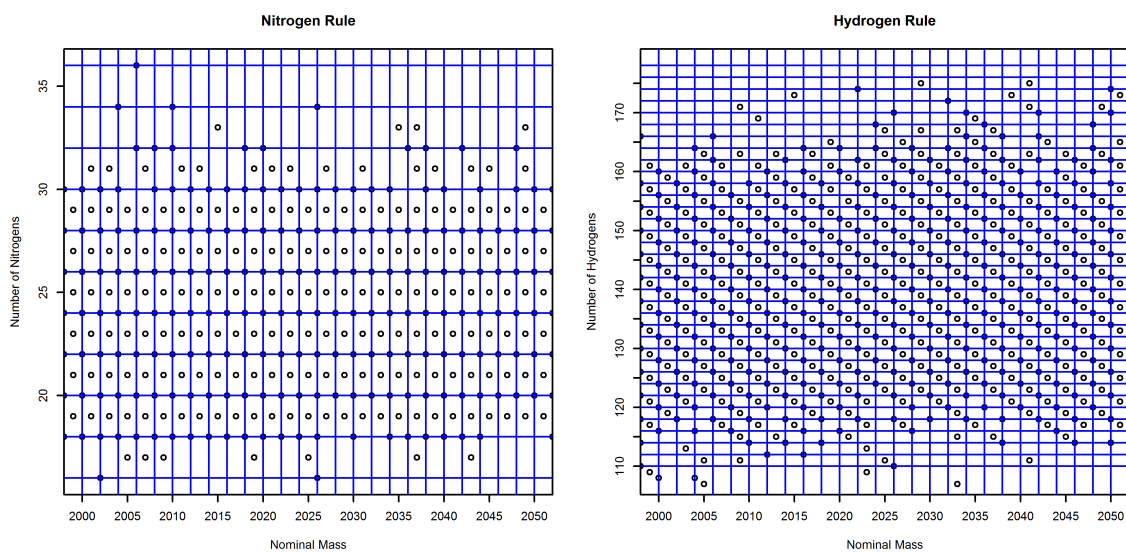 Nitrogen Rule
Number of Nitrogens
35
30
25
20
2000 2005 2010 2015 2020 2025 2030 2035 2040 2045 2050
Nominal Mass
Hydrogen Rule
Number of Hydrogens
170
160
150
140
130
120
110
2000 2005 2010 2015 2020 2025 2030 2035 2040 2045 2050
Nominal Mass